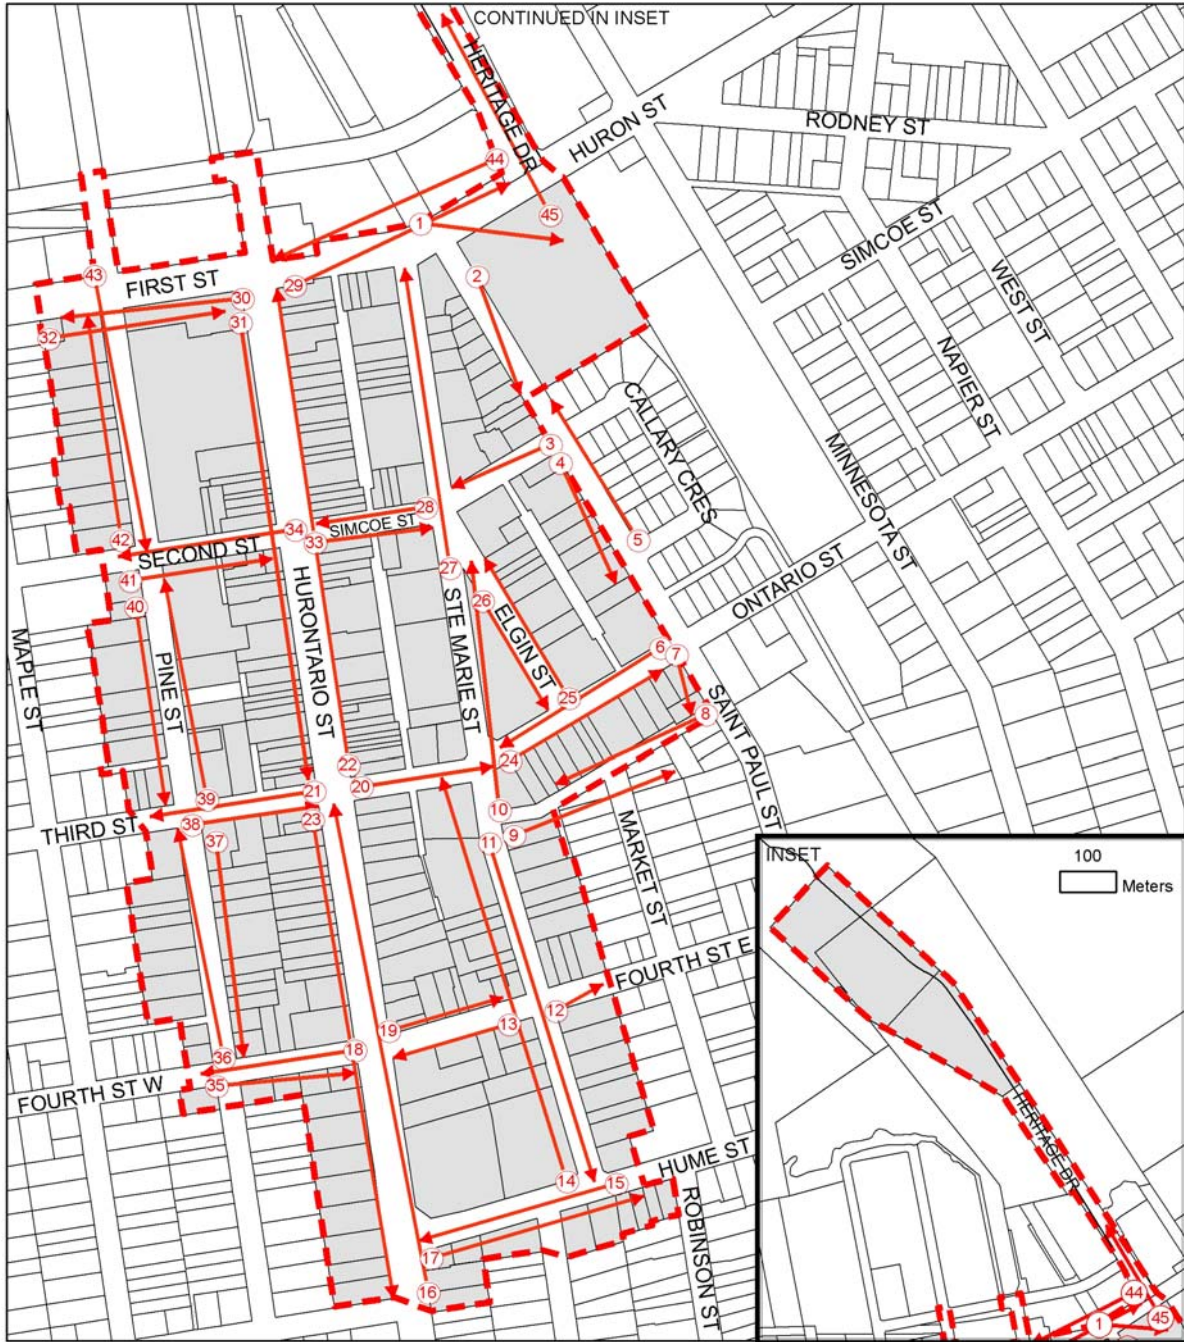 CONTINUED IN INSET
HERITAGE DR
HURON ST
RODNEY ST
44
45
1
SIMCOE ST
2
43
FIRST ST
29
30
31
32
WEST ST
NAPIER ST
CALLARY CRES
MINNESOTA ST
3
4
28
34
SIMCOE ST
33
5
42
SECOND ST
41
27
40
26
ONTARIO ST
HURONTARIO ST
STE MARIE ST
ELGIN ST
MAPLE ST
PINE ST
6
7
25
8
SAINT PAUL ST
22
24
20
21
39
10
THIRD ST
38
23
9
37
11
MARKET ST
INSET
100
Meters
FOURTH ST E
12
13
19
18
36
35
FOURTH ST W
HERITAGE DR
HUME ST
14
15
ROBINSON ST
17
16
44
1
45